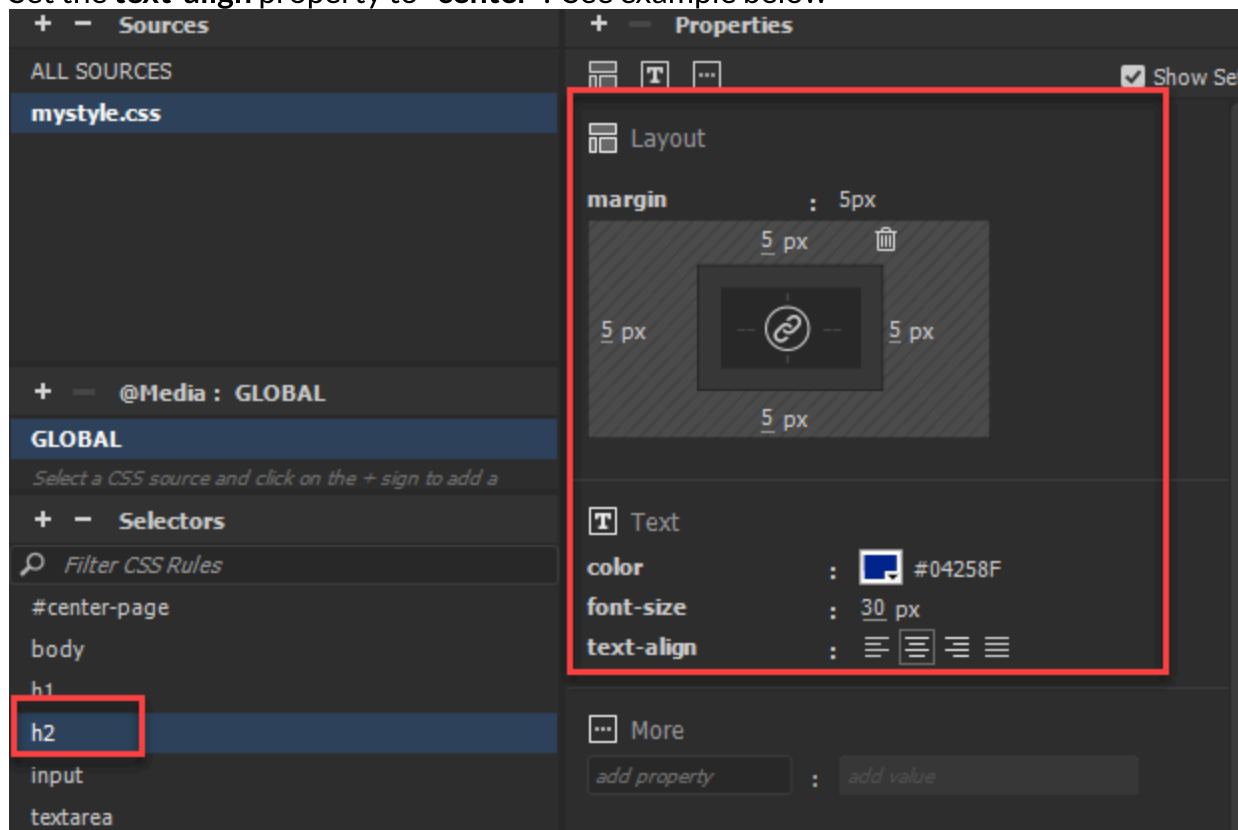 Set the text-align property to "center". See example below
+ − Sources
ALL SOURCES
mystyle.css
+ − @Media : GLOBAL
GLOBAL
Select a CSS source and click on the + sign to add a
+ − Selectors
Filter CSS Rules
#center-page
body
h1
h2
input
textarea
+ − Properties
T ...
Show Se
Layout
margin : 5px
5 px
5 px
5 px
5 px
T Text
color : #04258F
font-size : 30 px
text-align :
... More
add property : add value